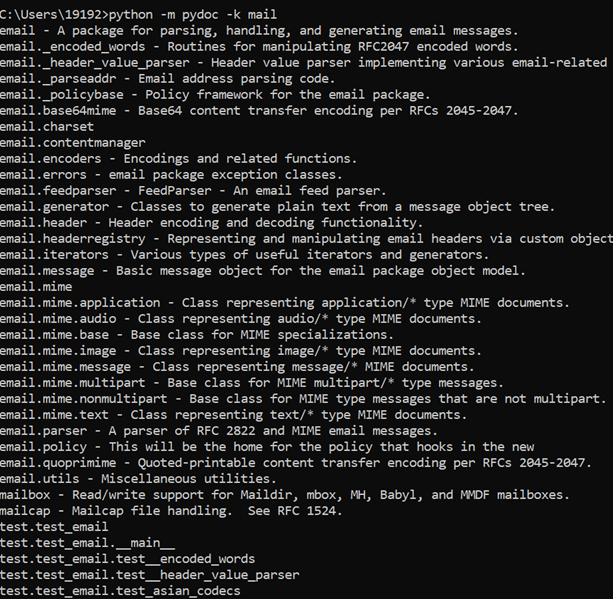 C:\Users\19192>python -m pydoc -k mail
email - A package for parsing, handling, and generating email messages.
email._encoded_words - Routines for manipulating RFC2047 encoded words.
email._header_value_parser - Header value parser implementing various email-related
email._parseaddr - Email address parsing code.
email._policybase - Policy framework for the email package.
email.base64mime - Base64 content transfer encoding per RFCs 2045-2047.
email.charset
email.contentmanager
email.encoders - Encodings and related functions.
email.errors - email package exception classes.
email.feedparser - FeedParser - An email feed parser.
email.generator - Classes to generate plain text from a message object tree.
email.header - Header encoding and decoding functionality.
email.headerregistry - Representing and manipulating email headers via custom object
email.iterators - Various types of useful iterators and generators.
email.message - Basic message object for the email package object model.
email.mime
email.mime.application - Class representing application/* type MIME documents.
email.mime.audio - Class representing audio/* type MIME documents.
email.mime.base - Base class for MIME specializations.
email.mime.image - Class representing image/* type MIME documents.
email.mime.message - Class representing message/* MIME documents.
email.mime.multipart - Base class for MIME multipart/* type messages.
email.mime.nonmultipart - Base class for MIME type messages that are not multipart.
email.mime.text - Class representing text/* type MIME documents.
email.parser - A parser of RFC 2822 and MIME email messages.
email.policy - This will be the home for the policy that hooks in the new
email.quoprimime - Quoted-printable content transfer encoding per RFCs 2045-2047.
email.utils - Miscellaneous utilities.
mailbox - Read/write support for Maildir, mbox, MH, Babyl, and MMDF mailboxes.
mailcap - Mailcap file handling.  See RFC 1524.
test.test_email
test.test_email.__main__
test.test_email.test__encoded_words
test.test_email.test__header_value_parser
test.test_email.test_asian_codecs